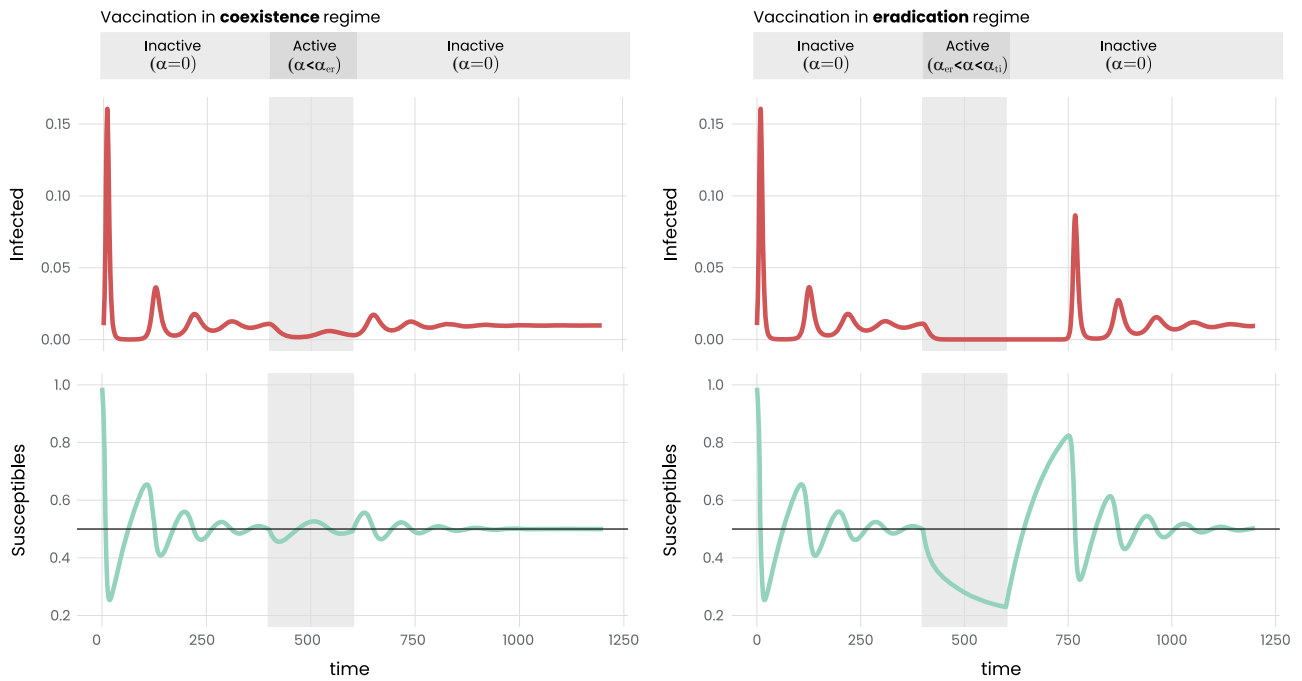 Vaccination in coexistence regime
Inactive
(α=0)
Active
(α<αer)
Inactive
(α=0)
Infected
0.15
0.10
0.05
0.00
Susceptibles
1.0
0.8
0.6
0.4
0.2
0
250
500
750
1000
1250
time
Vaccination in eradication regime
Inactive
(α=0)
Active
(αer<α<αti)
Inactive
(α=0)
Infected
0.15
0.10
0.05
0.00
Susceptibles
1.0
0.8
0.6
0.4
0.2
0
250
500
750
1000
1250
time